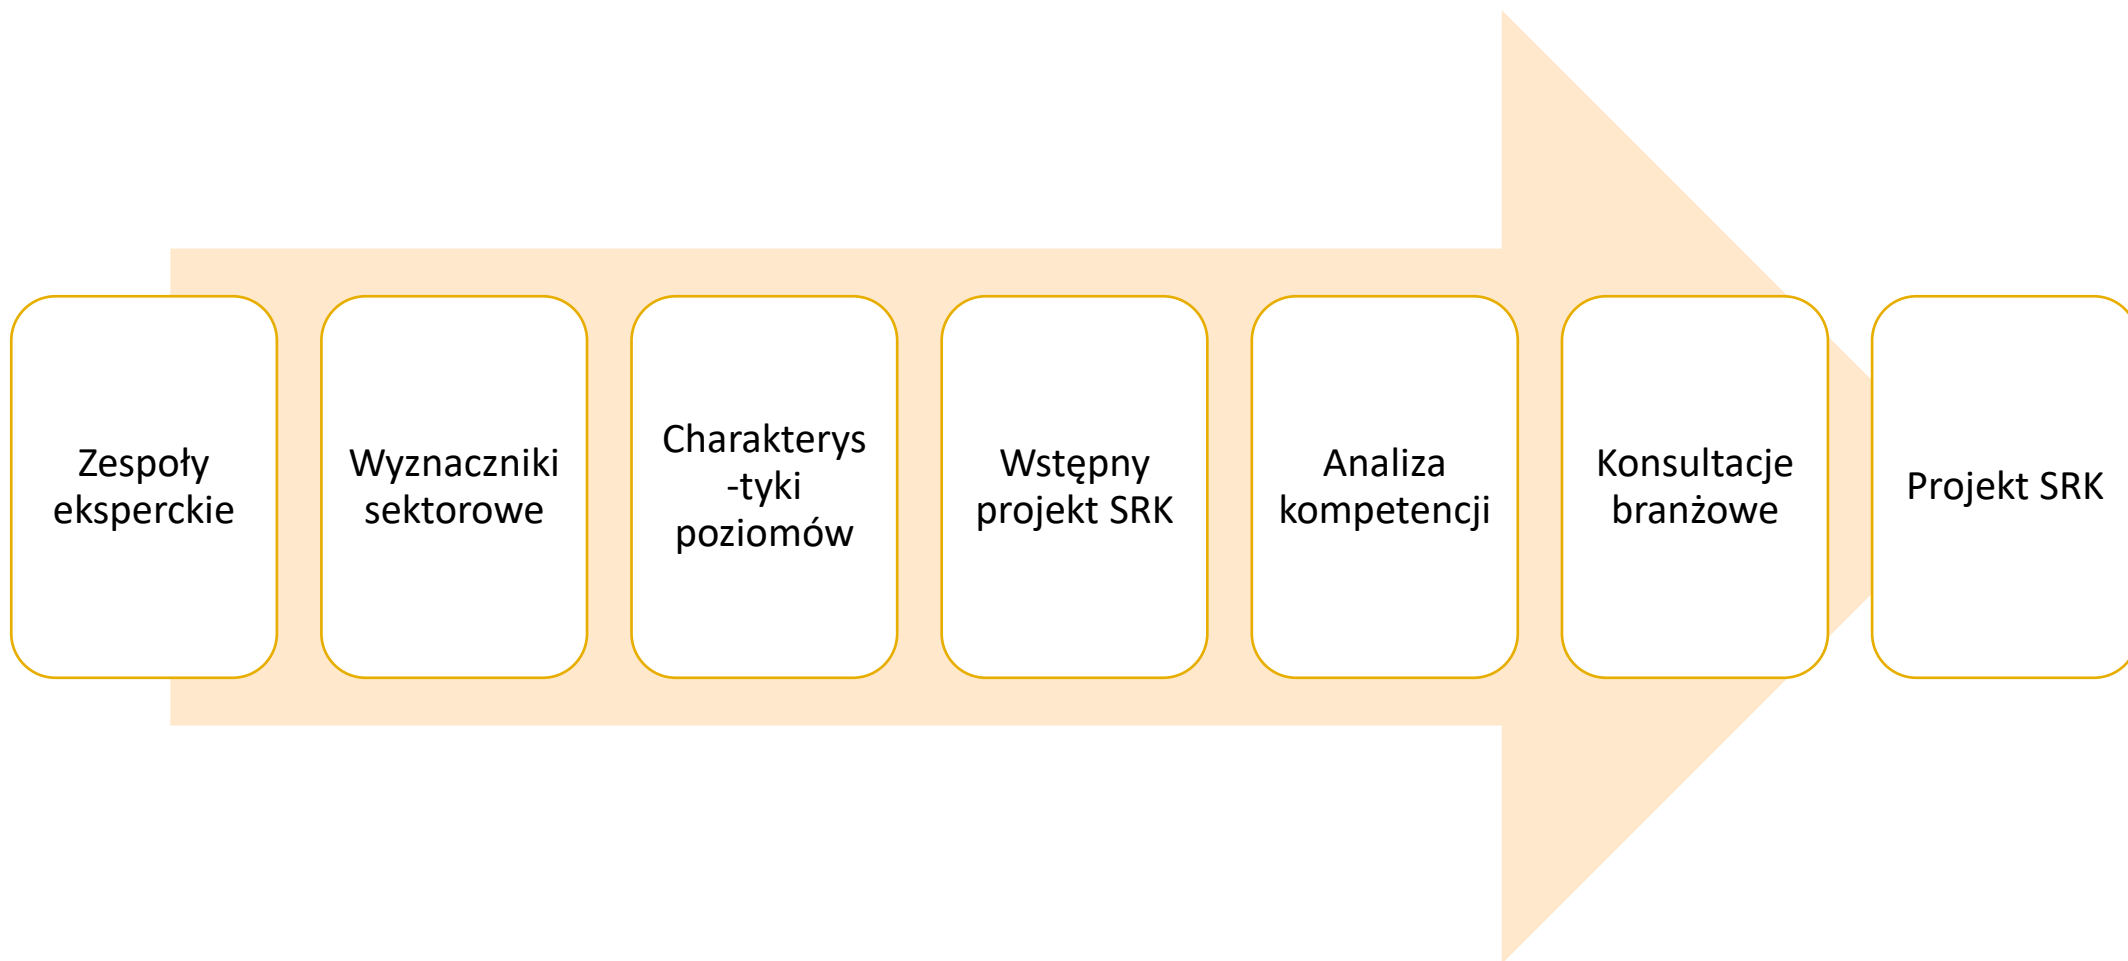 Zespoły
eksperckie
Wyznaczniki
sektorowe
Charakterys
-tyki
poziomów
Wstępny
projekt SRK
Analiza
kompetencji
Konsultacje
branżowe
Projekt SRK